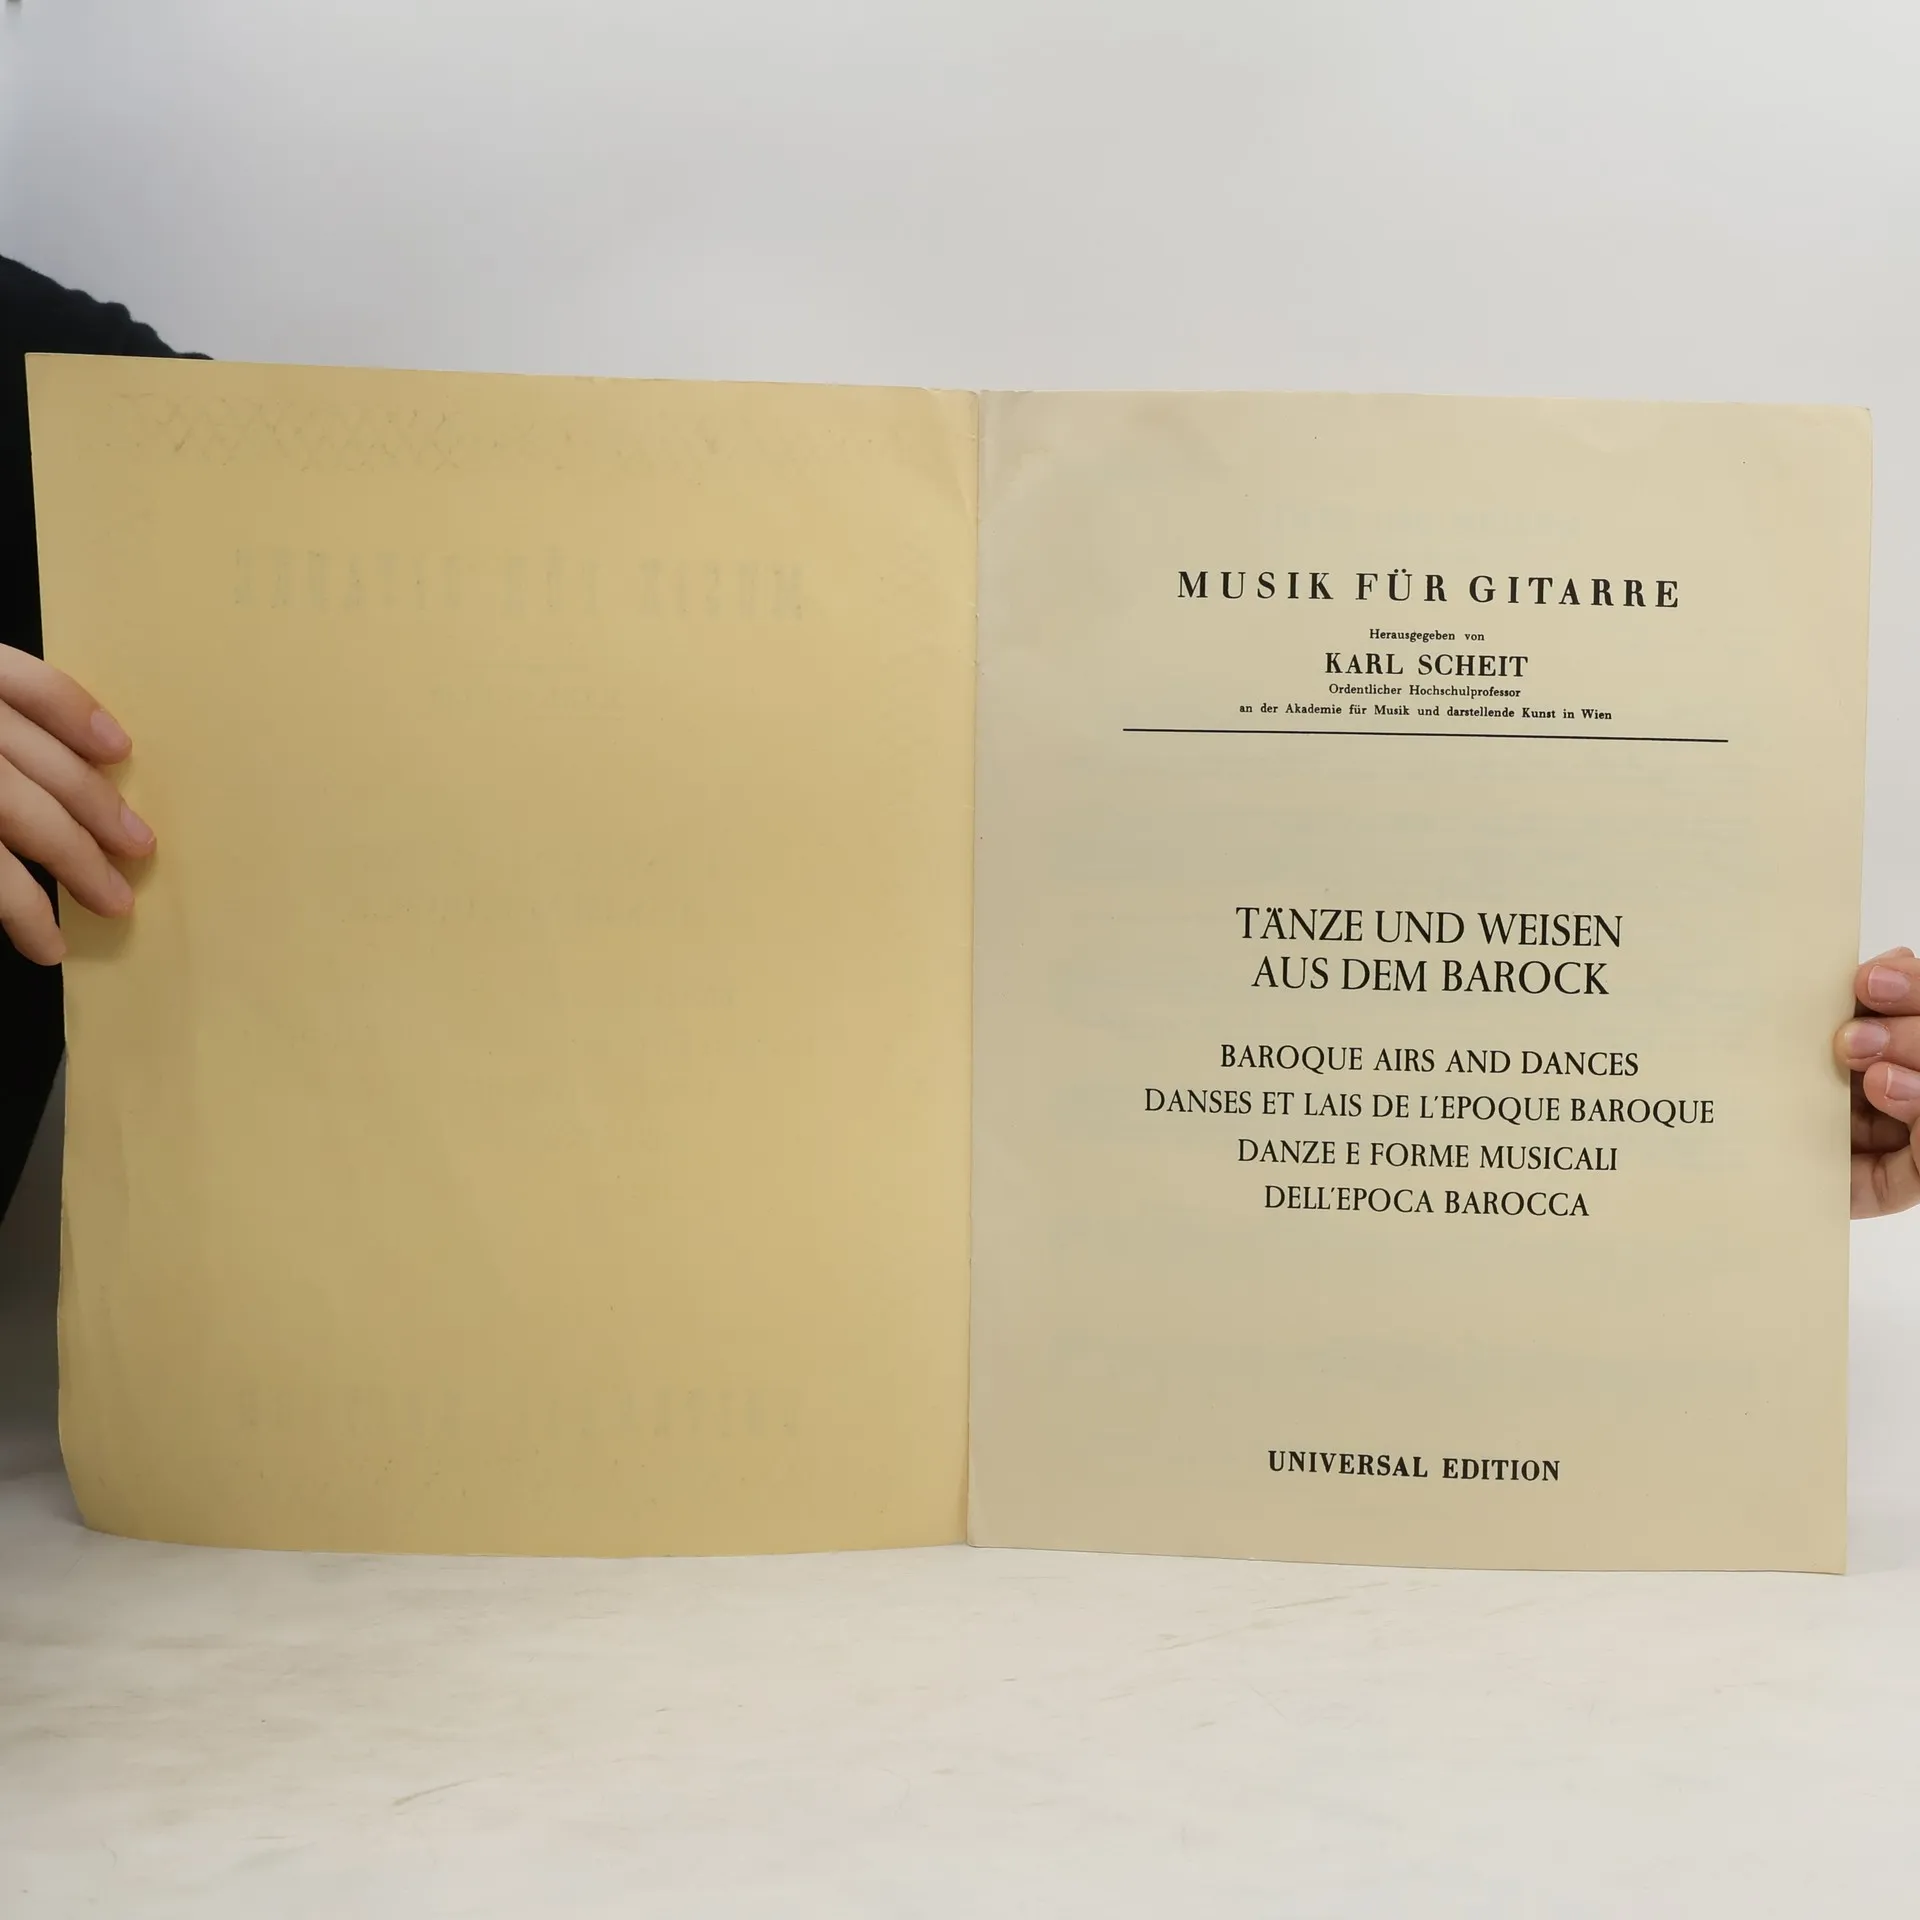 MUSIK FÜR GITARRE
Herausgegeben von
KARL SCHEIT
Ordentlicher Hochschulprofessor
an der Akademie für Musik und darstellende Kunst in Wien
TÄNZE UND WEISEN
AUS DEM BAROCK
BAROQUE AIRS AND DANCES
DANSES ET LAIS DE L'EPOQUE BAROQUE
DANZE E FORME MUSICALI
DELL'EPOCA BAROCCA
UNIVERSAL EDITION